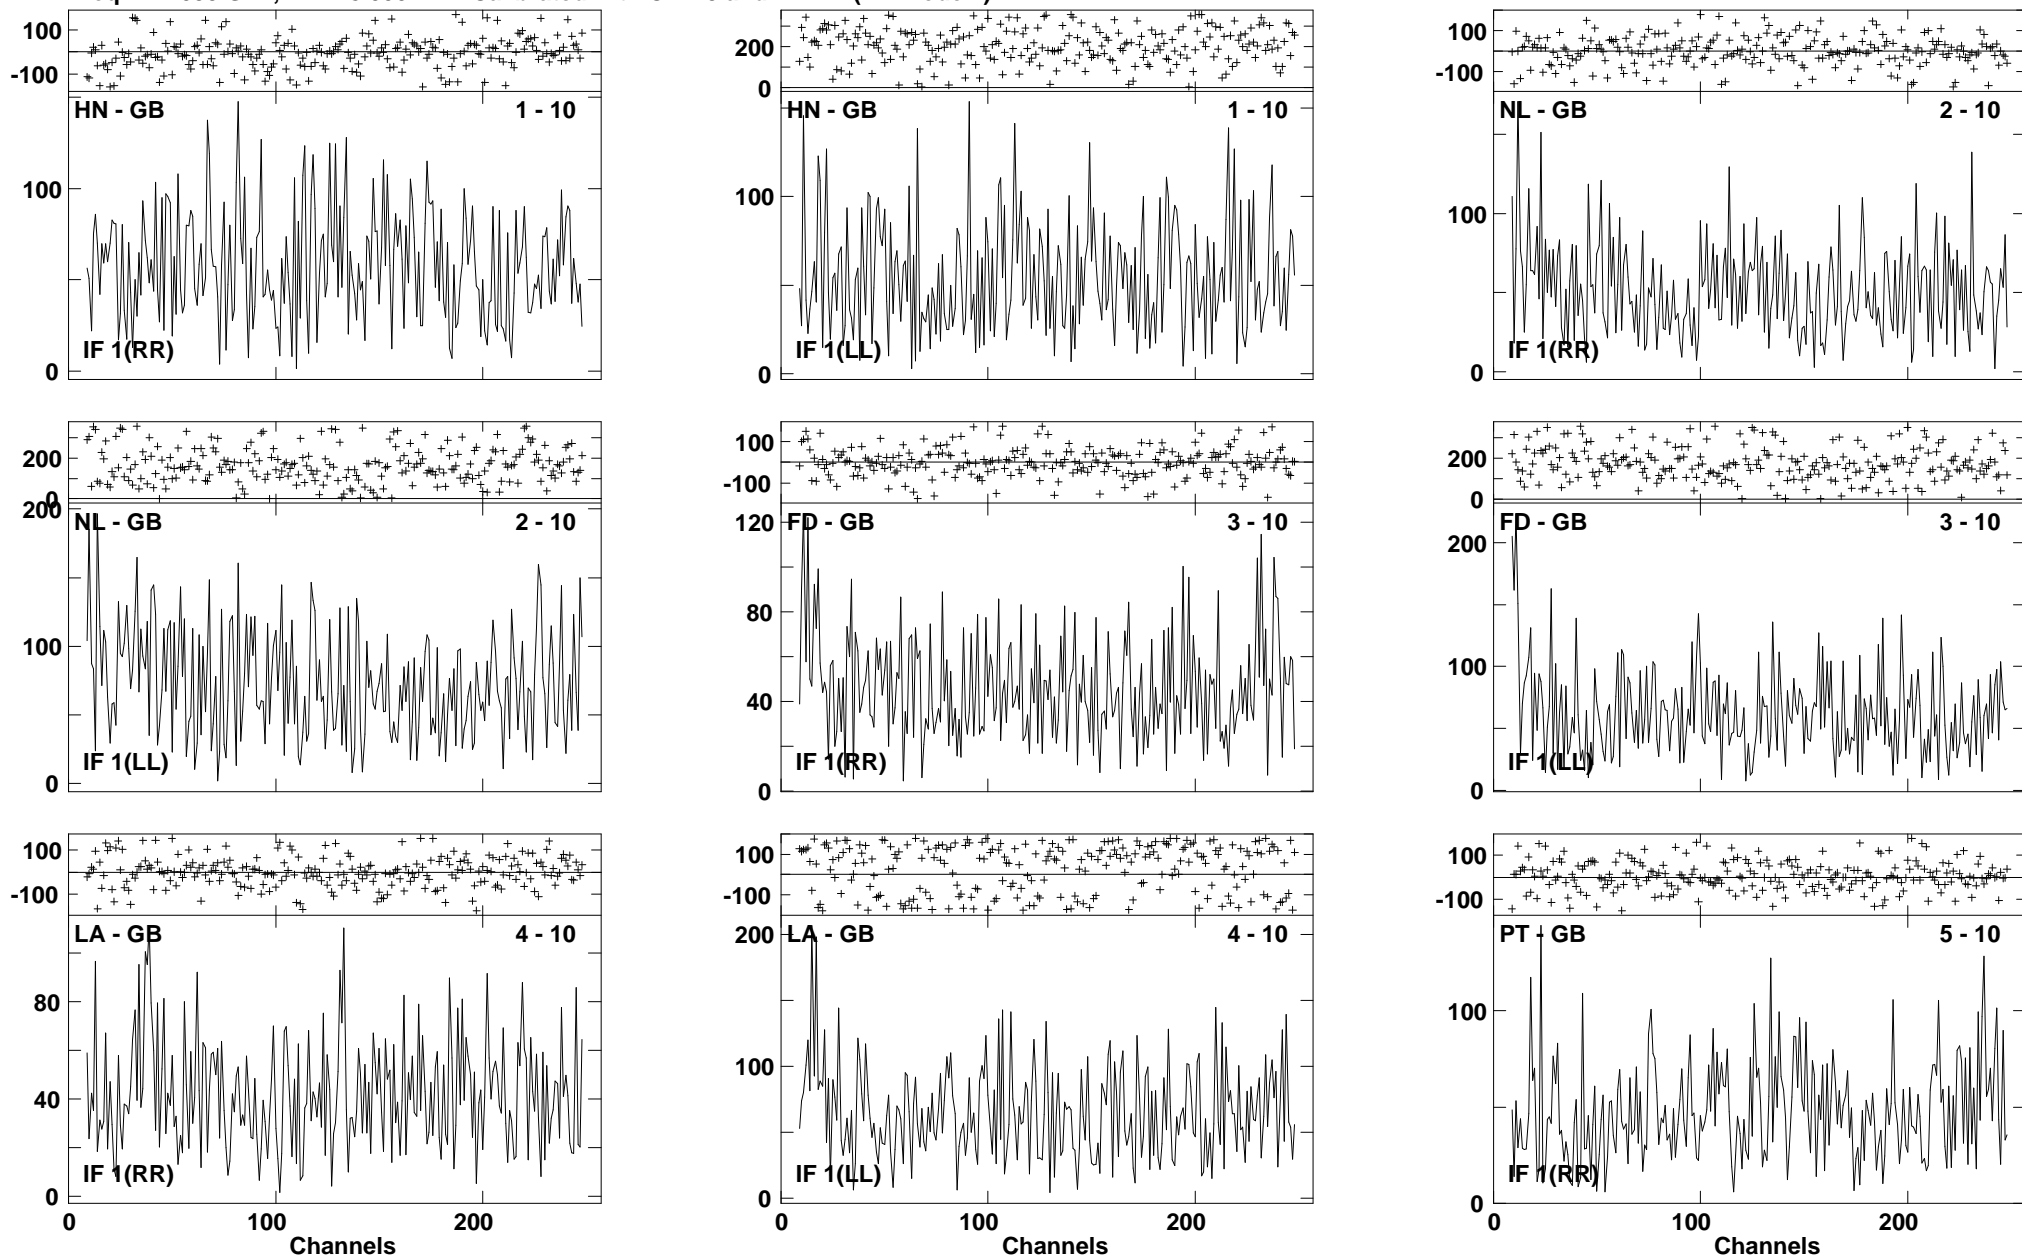 100
-100
HN - GB 1 - 10
100
IF 1(RR)
0
200
0
HN - GB 1 - 10
100
IF 1(LL)
0
100
-100
NL - GB 2 - 10
100
IF 1(RR)
0
200
0
200
NL - GB 2 - 10
100
IF 1(LL)
0
100
-100
120
FD - GB 3 - 10
80
40
IF 1(RR)
0
200
0
FD - GB 3 - 10
200
100
IF 1(LL)
0
100
-100
LA - GB 4 - 10
80
40
IF 1(RR)
0
0 100 200
Channels
100
-100
200
LA - GB 4 - 10
100
IF 1(LL)
0
0 100 200
Channels
100
-100
PT - GB 5 - 10
100
IF 1(RR)
0
0 100 200
Channels